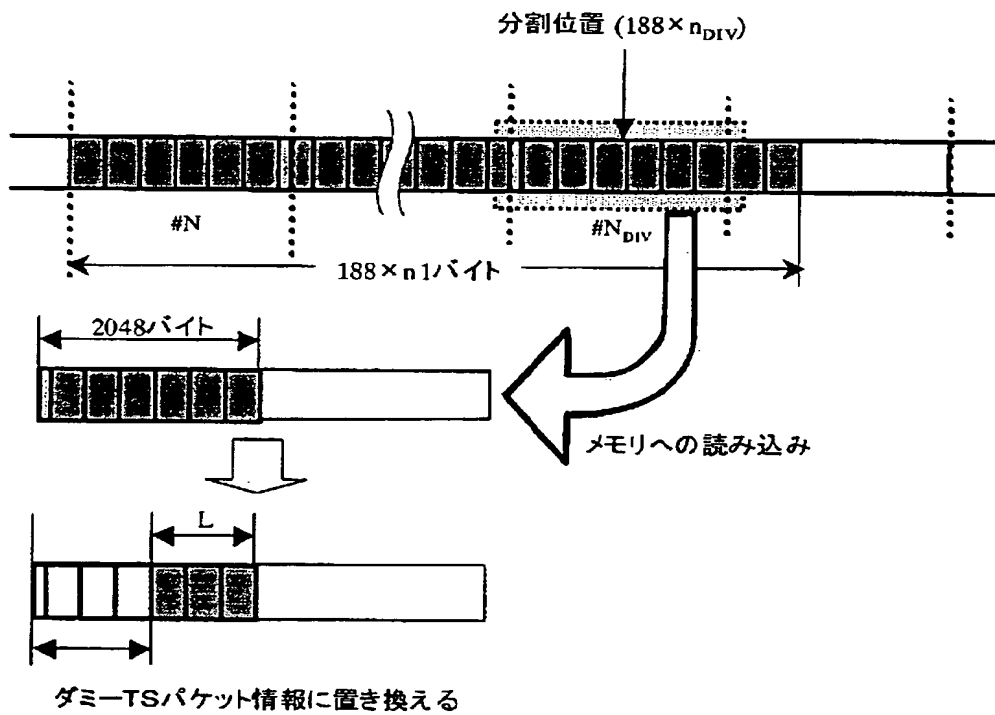 分割位置 (188×nDIV)
#N
#NDIV
188×n1バイト
2048バイト
メモリへの読み込み
L
ダミーTSパケット情報に置き換える